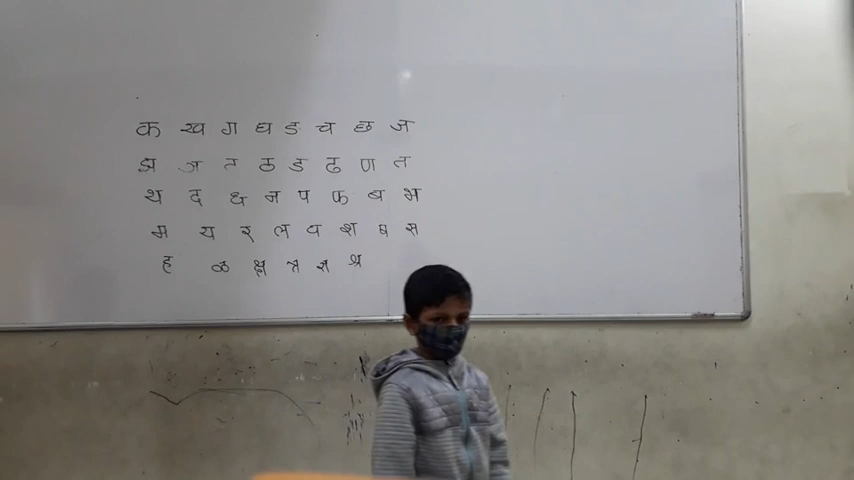 क ख ग घ ङ च छ ज
झ ञ ट ठ ड ढ ण त
थ द ध न प फ ब भ
म य र ल व श ष स
ह ळ क्ष त्र ज्ञ श्र